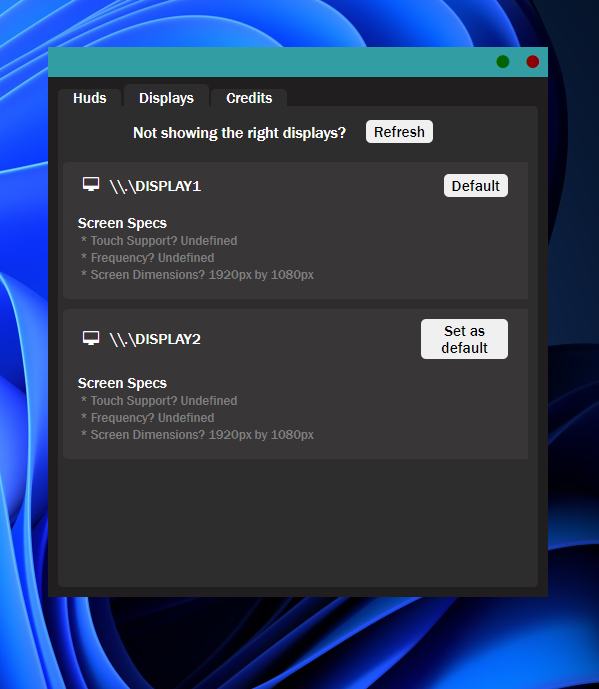 Huds Displays Credits
Not showing the right displays? Refresh
\\.\DISPLAY1 Default
Screen Specs
* Touch Support? Undefined
* Frequency? Undefined
* Screen Dimensions? 1920px by 1080px
\\.\DISPLAY2 Set as
default
Screen Specs
* Touch Support? Undefined
* Frequency? Undefined
* Screen Dimensions? 1920px by 1080px